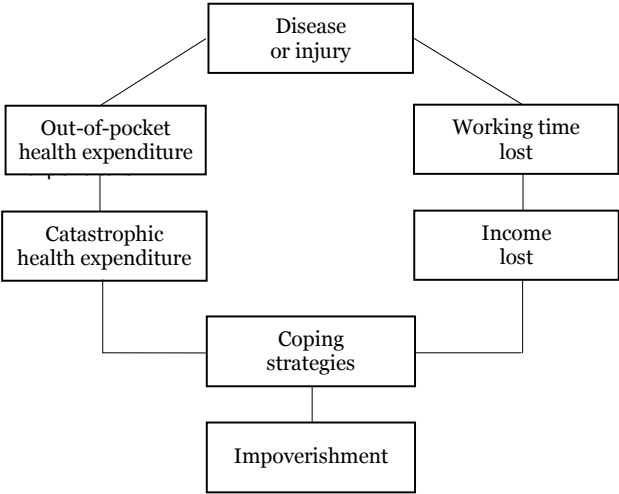 Disease
or injury
Out-of-pocket
health expenditure
Working time
lost
Catastrophic
health expenditure
Income
lost
Coping
strategies
Impoverishment